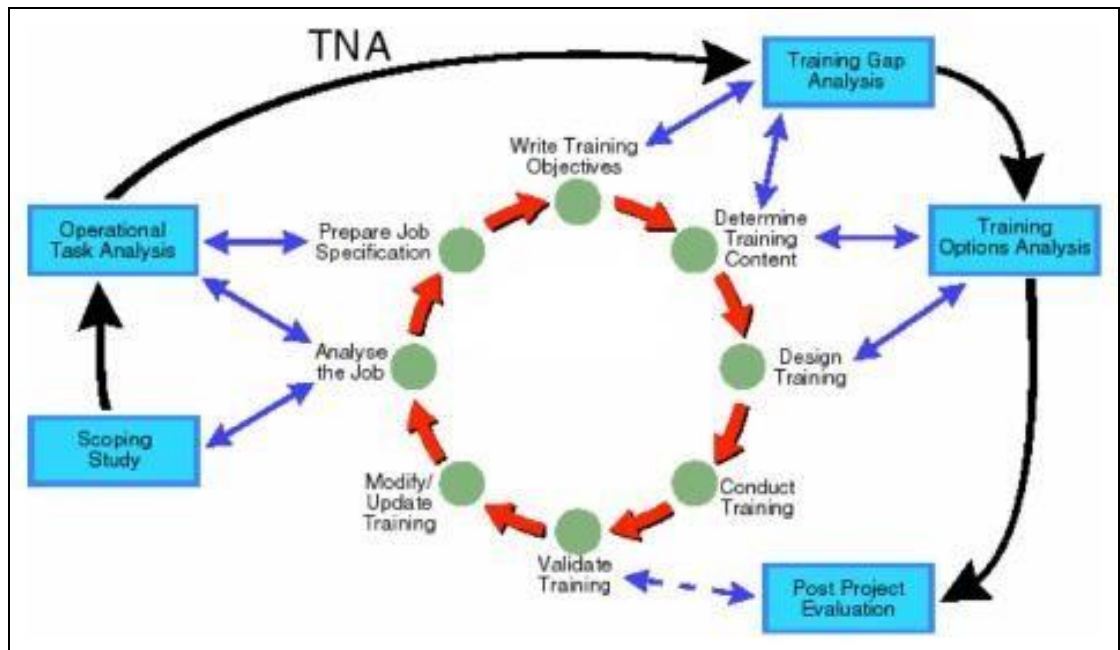 TNA
Training Gap
Analysis
Write Training
Objectives
Operational
Task Analysis
Prepare Job
Specification
Determine
Training
Content
Training
Options Analysis
Analyse
the Job
Design
Training
Scoping
Study
Modify/
Update
Training
Conduct
Training
Validate
Training
Post Project
Evaluation